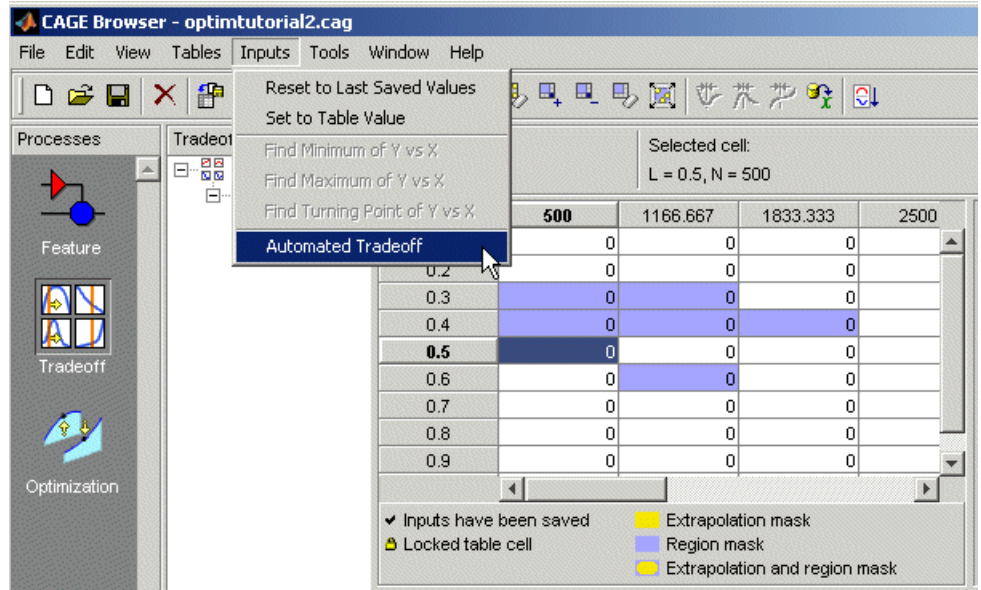 CAGE Browser - optimtutorial2.cag
File Edit View Tables Inputs Tools Window Help
Reset to Last Saved Values
Set to Table Value
Find Minimum of Y vs X
Find Maximum of Y vs X
Find Turning Point of Y vs X
Automated Tradeoff
Processes
Feature
Tradeoff
Optimization
Selected cell:
L = 0.5, N = 500
500 1166.667 1833.333 2500
0 0 0
0.2 0 0 0
0.3 0 0 0
0.4 0 0 0
0.5 0 0 0
0.6 0 0 0
0.7 0 0 0
0.8 0 0 0
0.9 0 0 0
Inputs have been saved
Locked table cell
Extrapolation mask
Region mask
Extrapolation and region mask